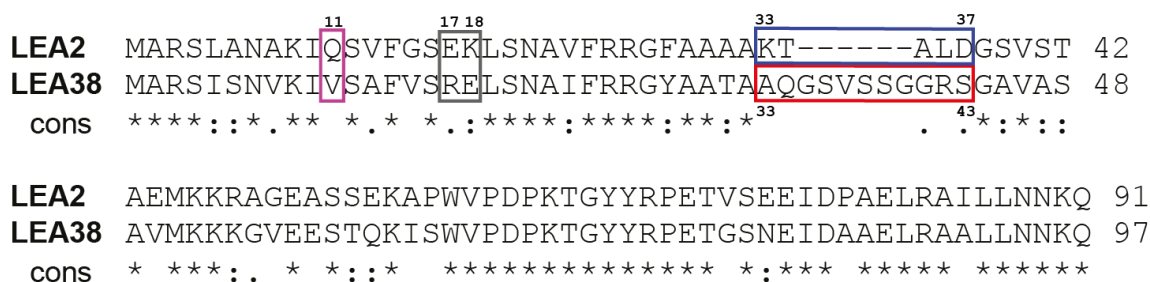 11 17 18 33 37
LEA2 MARSLANAKIQSVFGSEKLSNAVFRRGFAAAAKT------ALDGSVST 42
LEA38 MARSISNVKIVSAFVSRELSNAIFRRGYAATAAQGSVSSGGRSGAVAS 48
cons ****::*.** *.* *.:****:****:**:*        . .*:*::
33 43
LEA2 AEMKKRAGEASSEKAPWVPDPKTGYYRPETVSEEIDPAELRAILLNNKQ 91
LEA38 AVMKKKGVEESTQKISWVPDPKTGYYRPETGSNEIDAAELRAALLNNKQ 97
cons * ***:. * *::*  ************** *:*** ***** ******